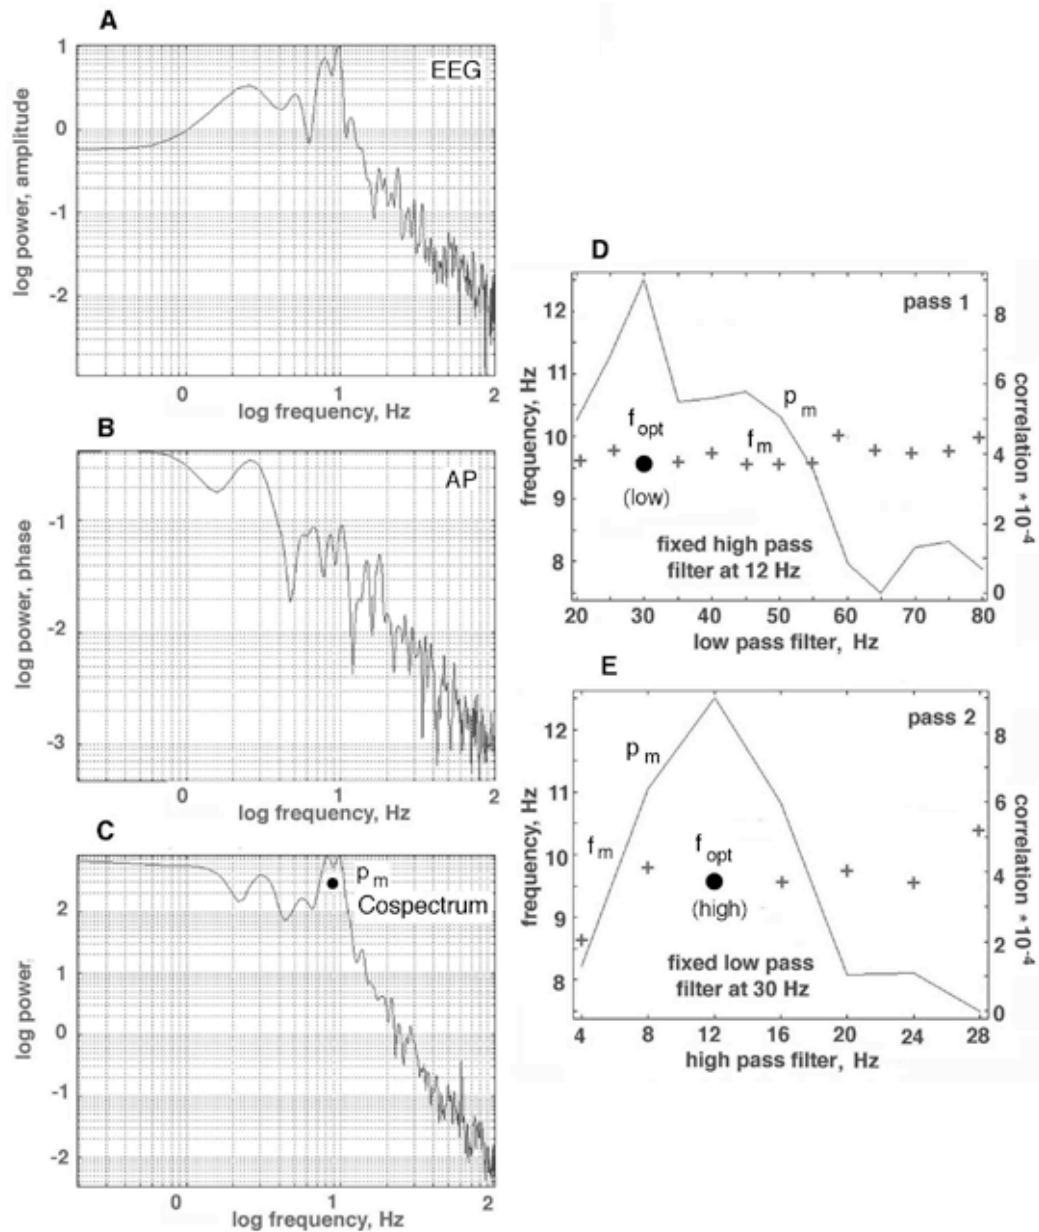 A
1
EEG
0
-1
-2
log power, amplitude
0
1
2
log frequency, Hz
B
AP
-1
-2
-3
log power, phase
0
1
2
log frequency, Hz
C
p m
Cospectrum
2
1
0
-1
-2
log power,
0
1
2
log frequency, Hz
D
pass 1
12
11
10
9
8
frequency, Hz
8
6
4
2
0
correlation *10-4
p m
f opt
f m
(low)
fixed high pass
filter at 12 Hz
20 30 40 50 60 70 80
low pass filter, Hz
E
pass 2
12
11
10
9
8
frequency, Hz
8
6
4
2
0
correlation *10-4
p m
f m
f opt
(high)
fixed low pass
filter at 30 Hz
4 8 12 16 20 24 28
high pass filter, Hz